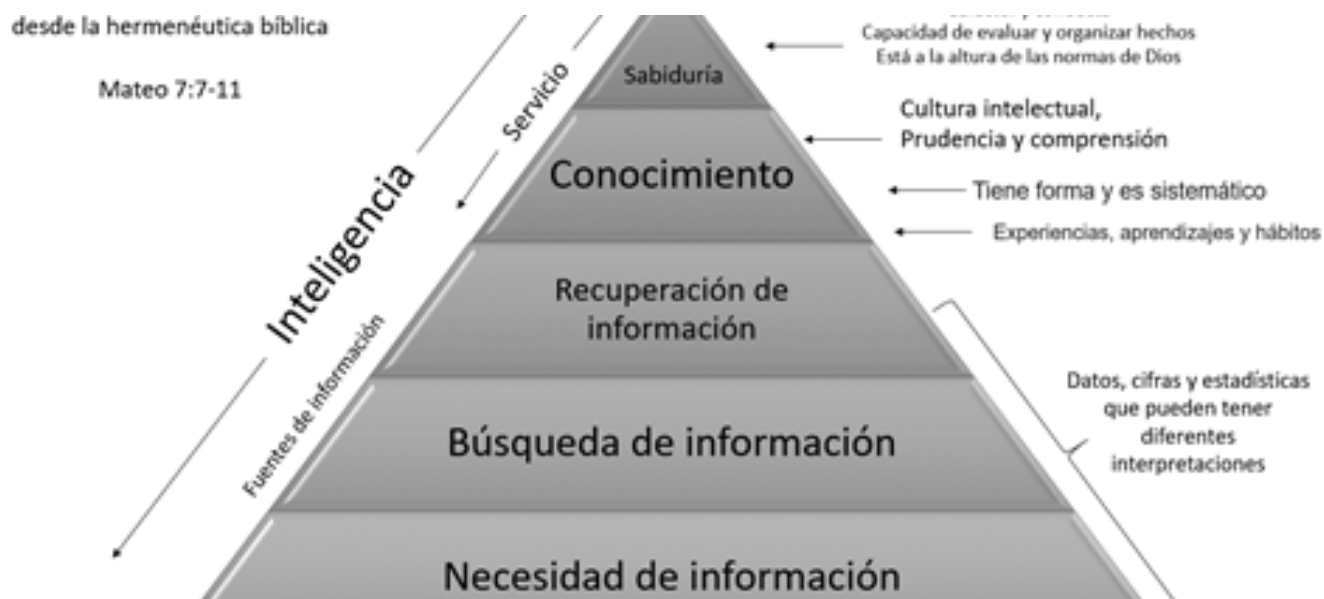 desde la hermenéutica bíblica
Mateo 7:7-11
Inteligencia
Servicio
Fuentes de información
Sabiduría
Conocimiento
Recuperación de
información
Búsqueda de información
Necesidad de información
Capacidad de evaluar y organizar hechos
Está a la altura de las normas de Dios
Cultura intelectual,
Prudencia y comprensión
Tiene forma y es sistemático
Experiencias, aprendizajes y hábitos
Datos, cifras y estadísticas
que pueden tener
diferentes
interpretaciones